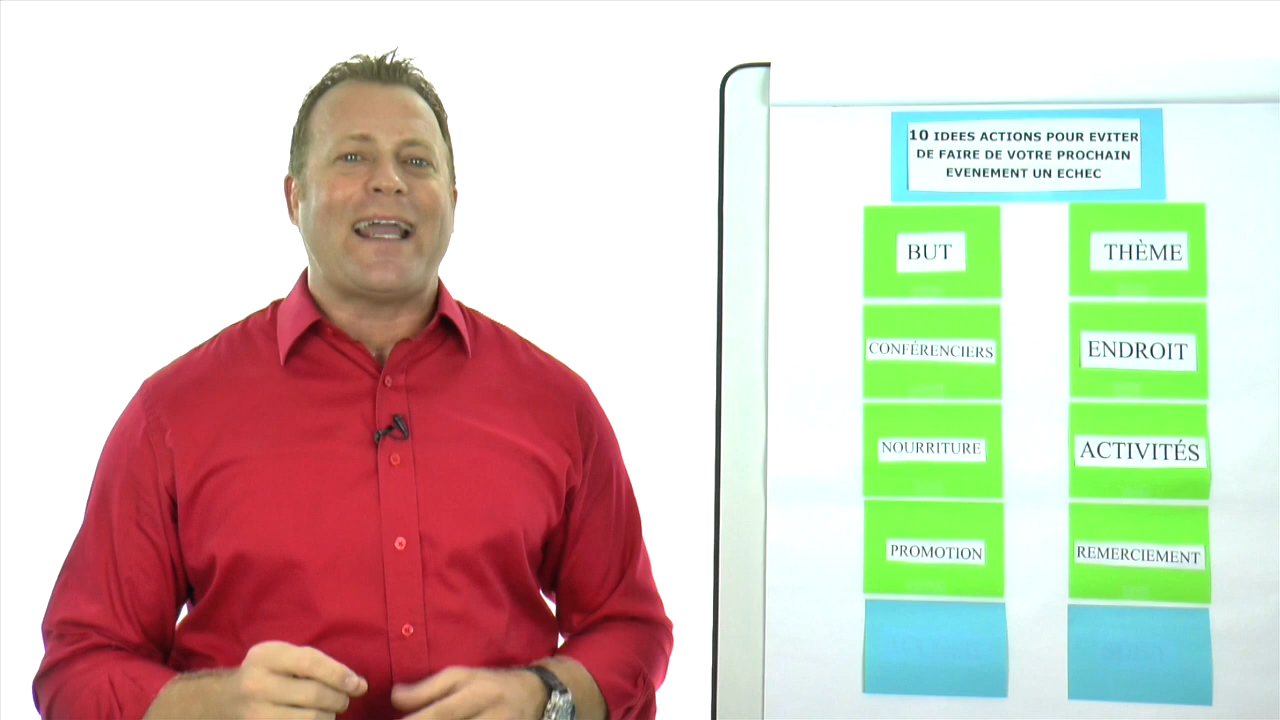 10 IDEES ACTIONS POUR EVITER
DE FAIRE DE VOTRE PROCHAIN
EVENEMENT UN ECHEC
BUT
THÈME
CONFÉRENCIERS
ENDROIT
NOURRITURE
ACTIVITÉS
PROMOTION
REMERCIEMENT